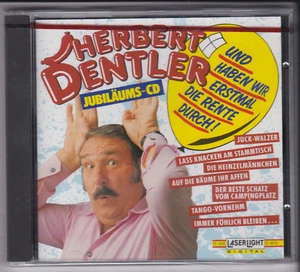 HERBERT
DENTLER
JUBILÄUMS-CD
UND
HABEN WIR
ERSTMAL
DIE RENTE
DURCH!
JUCK-WALZER
LASS KNACKEN AM STAMMTISCH
DIE HEINZELMÄNNCHEN
AUF DIE BÄUME IHR AFFEN
DER BESTE SCHATZ
VOM CAMPINGPLATZ
TANGO-VORNEHM
IMMER FÖHLICH BLEIBEN . . .
LASERLIGHT
DIGITAL